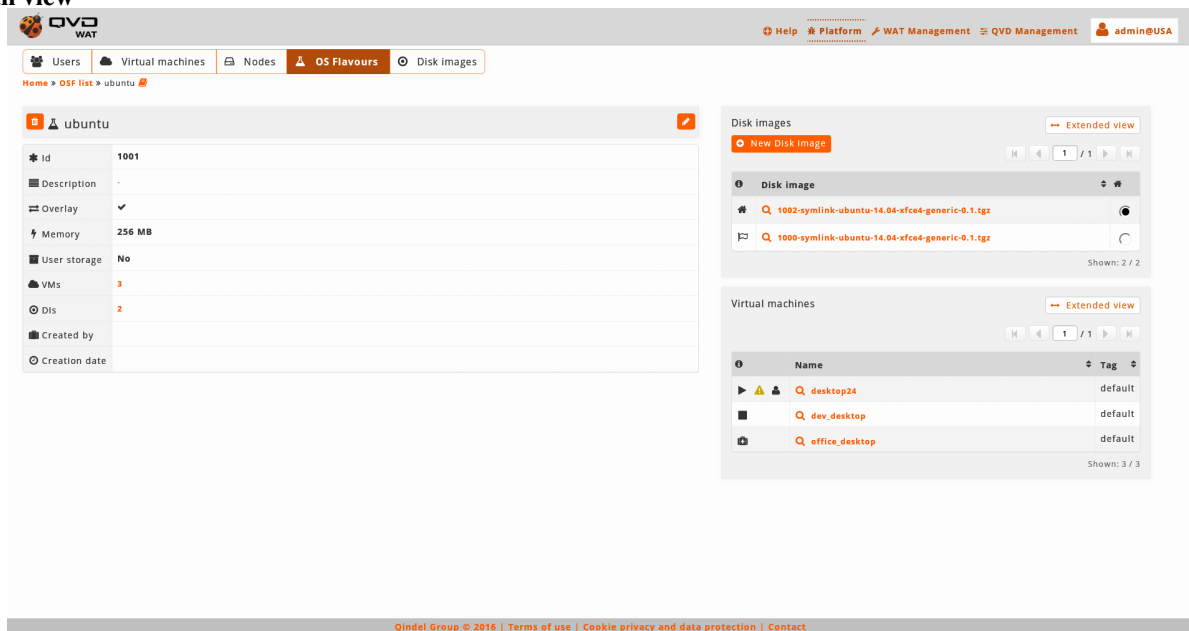 QVD
WAT
Help Platform WAT Management QVD Management admin@USA
Users Virtual machines Nodes OS Flavours Disk images
Home » OSF list » ubuntu
ubuntu
Id 1001
Description -
Overlay
Memory 256 MB
User storage No
VMs 3
DIs 2
Created by
Creation date
Disk images
Extended view
New Disk image
1 / 1
Disk image
1002-symlink-ubuntu-14.04-xfce4-generic-0.1.tgz
1000-symlink-ubuntu-14.04-xfce4-generic-0.1.tgz
Shown: 2 / 2
Virtual machines
Extended view
1 / 1
Name Tag
desktop24 default
dev_desktop default
office_desktop default
Shown: 3 / 3
Qindel Group © 2016 | Terms of use | Cookie privacy and data protection | Contact